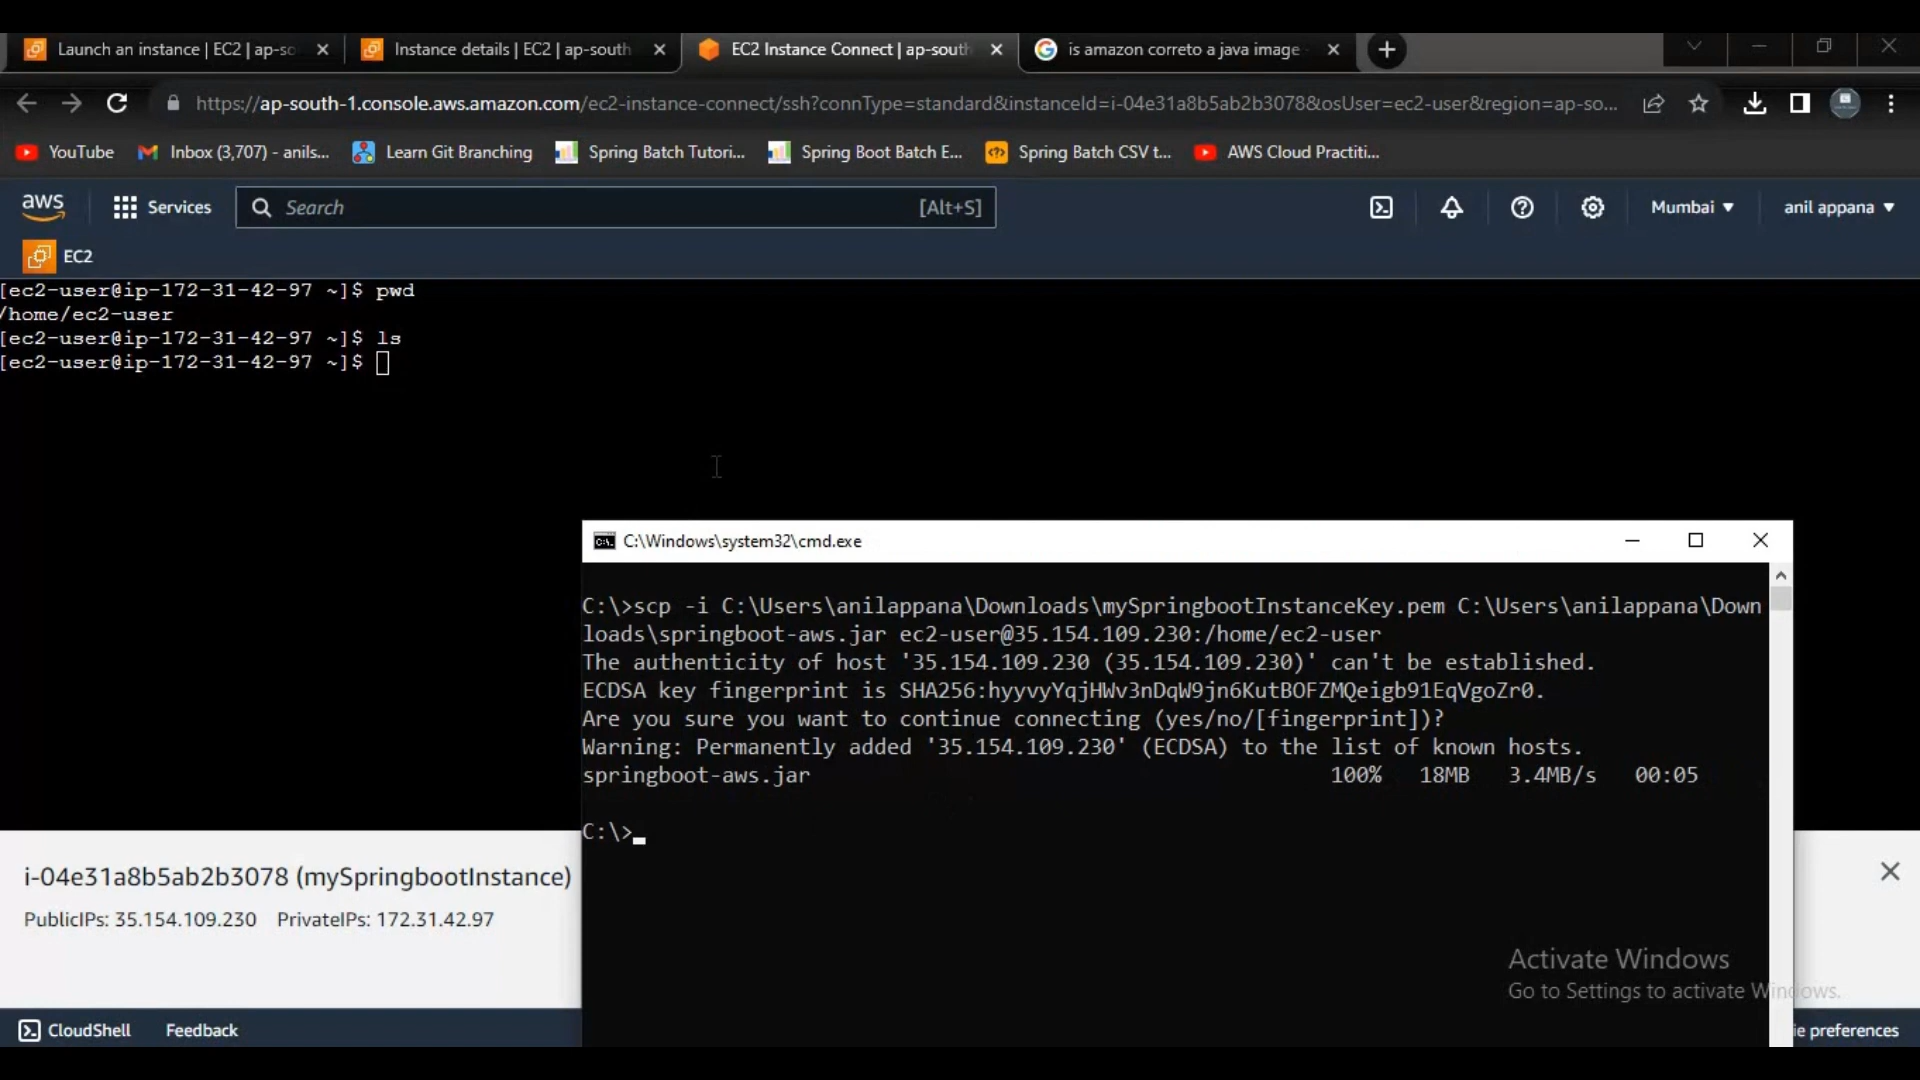 Launch an instance | EC2 | ap-so
Instance details | EC2 | ap-south
EC2 Instance Connect | ap-south
is amazon correto a java image
https://ap-south-1.console.aws.amazon.com/ec2-instance-connect/ssh?connType=standard&instanceId=i-04e31a8b5ab2b3078&osUser=ec2-user&region=ap-so...
YouTube
Inbox (3,707) - anils...
Learn Git Branching
Spring Batch Tutori...
Spring Boot Batch E...
Spring Batch CSV t...
AWS Cloud Practiti...
aws
Services
Search
[Alt+S]
Mumbai
anil appana
EC2
[ec2-user@ip-172-31-42-97 ~]$ pwd
/home/ec2-user
[ec2-user@ip-172-31-42-97 ~]$ ls
[ec2-user@ip-172-31-42-97 ~]$
C:\Windows\system32\cmd.exe
C:\>scp -i C:\Users\anilappana\Downloads\mySpringbootInstanceKey.pem C:\Users\anilappana\Down
loads\springboot-aws.jar ec2-user@35.154.109.230:/home/ec2-user
The authenticity of host '35.154.109.230 (35.154.109.230)' can't be established.
ECDSA key fingerprint is SHA256:hyyvyYqjHWv3nDqW9jn6KutBOFZMQeigb91EqVgoZr0.
Are you sure you want to continue connecting (yes/no/[fingerprint])?
Warning: Permanently added '35.154.109.230' (ECDSA) to the list of known hosts.
springboot-aws.jar 100% 18MB 3.4MB/s 00:05
C:\>
i-04e31a8b5ab2b3078 (mySpringbootInstance)
PublicIPs: 35.154.109.230 PrivateIPs: 172.31.42.97
Activate Windows
Go to Settings to activate Windows.
CloudShell
Feedback
ie preferences